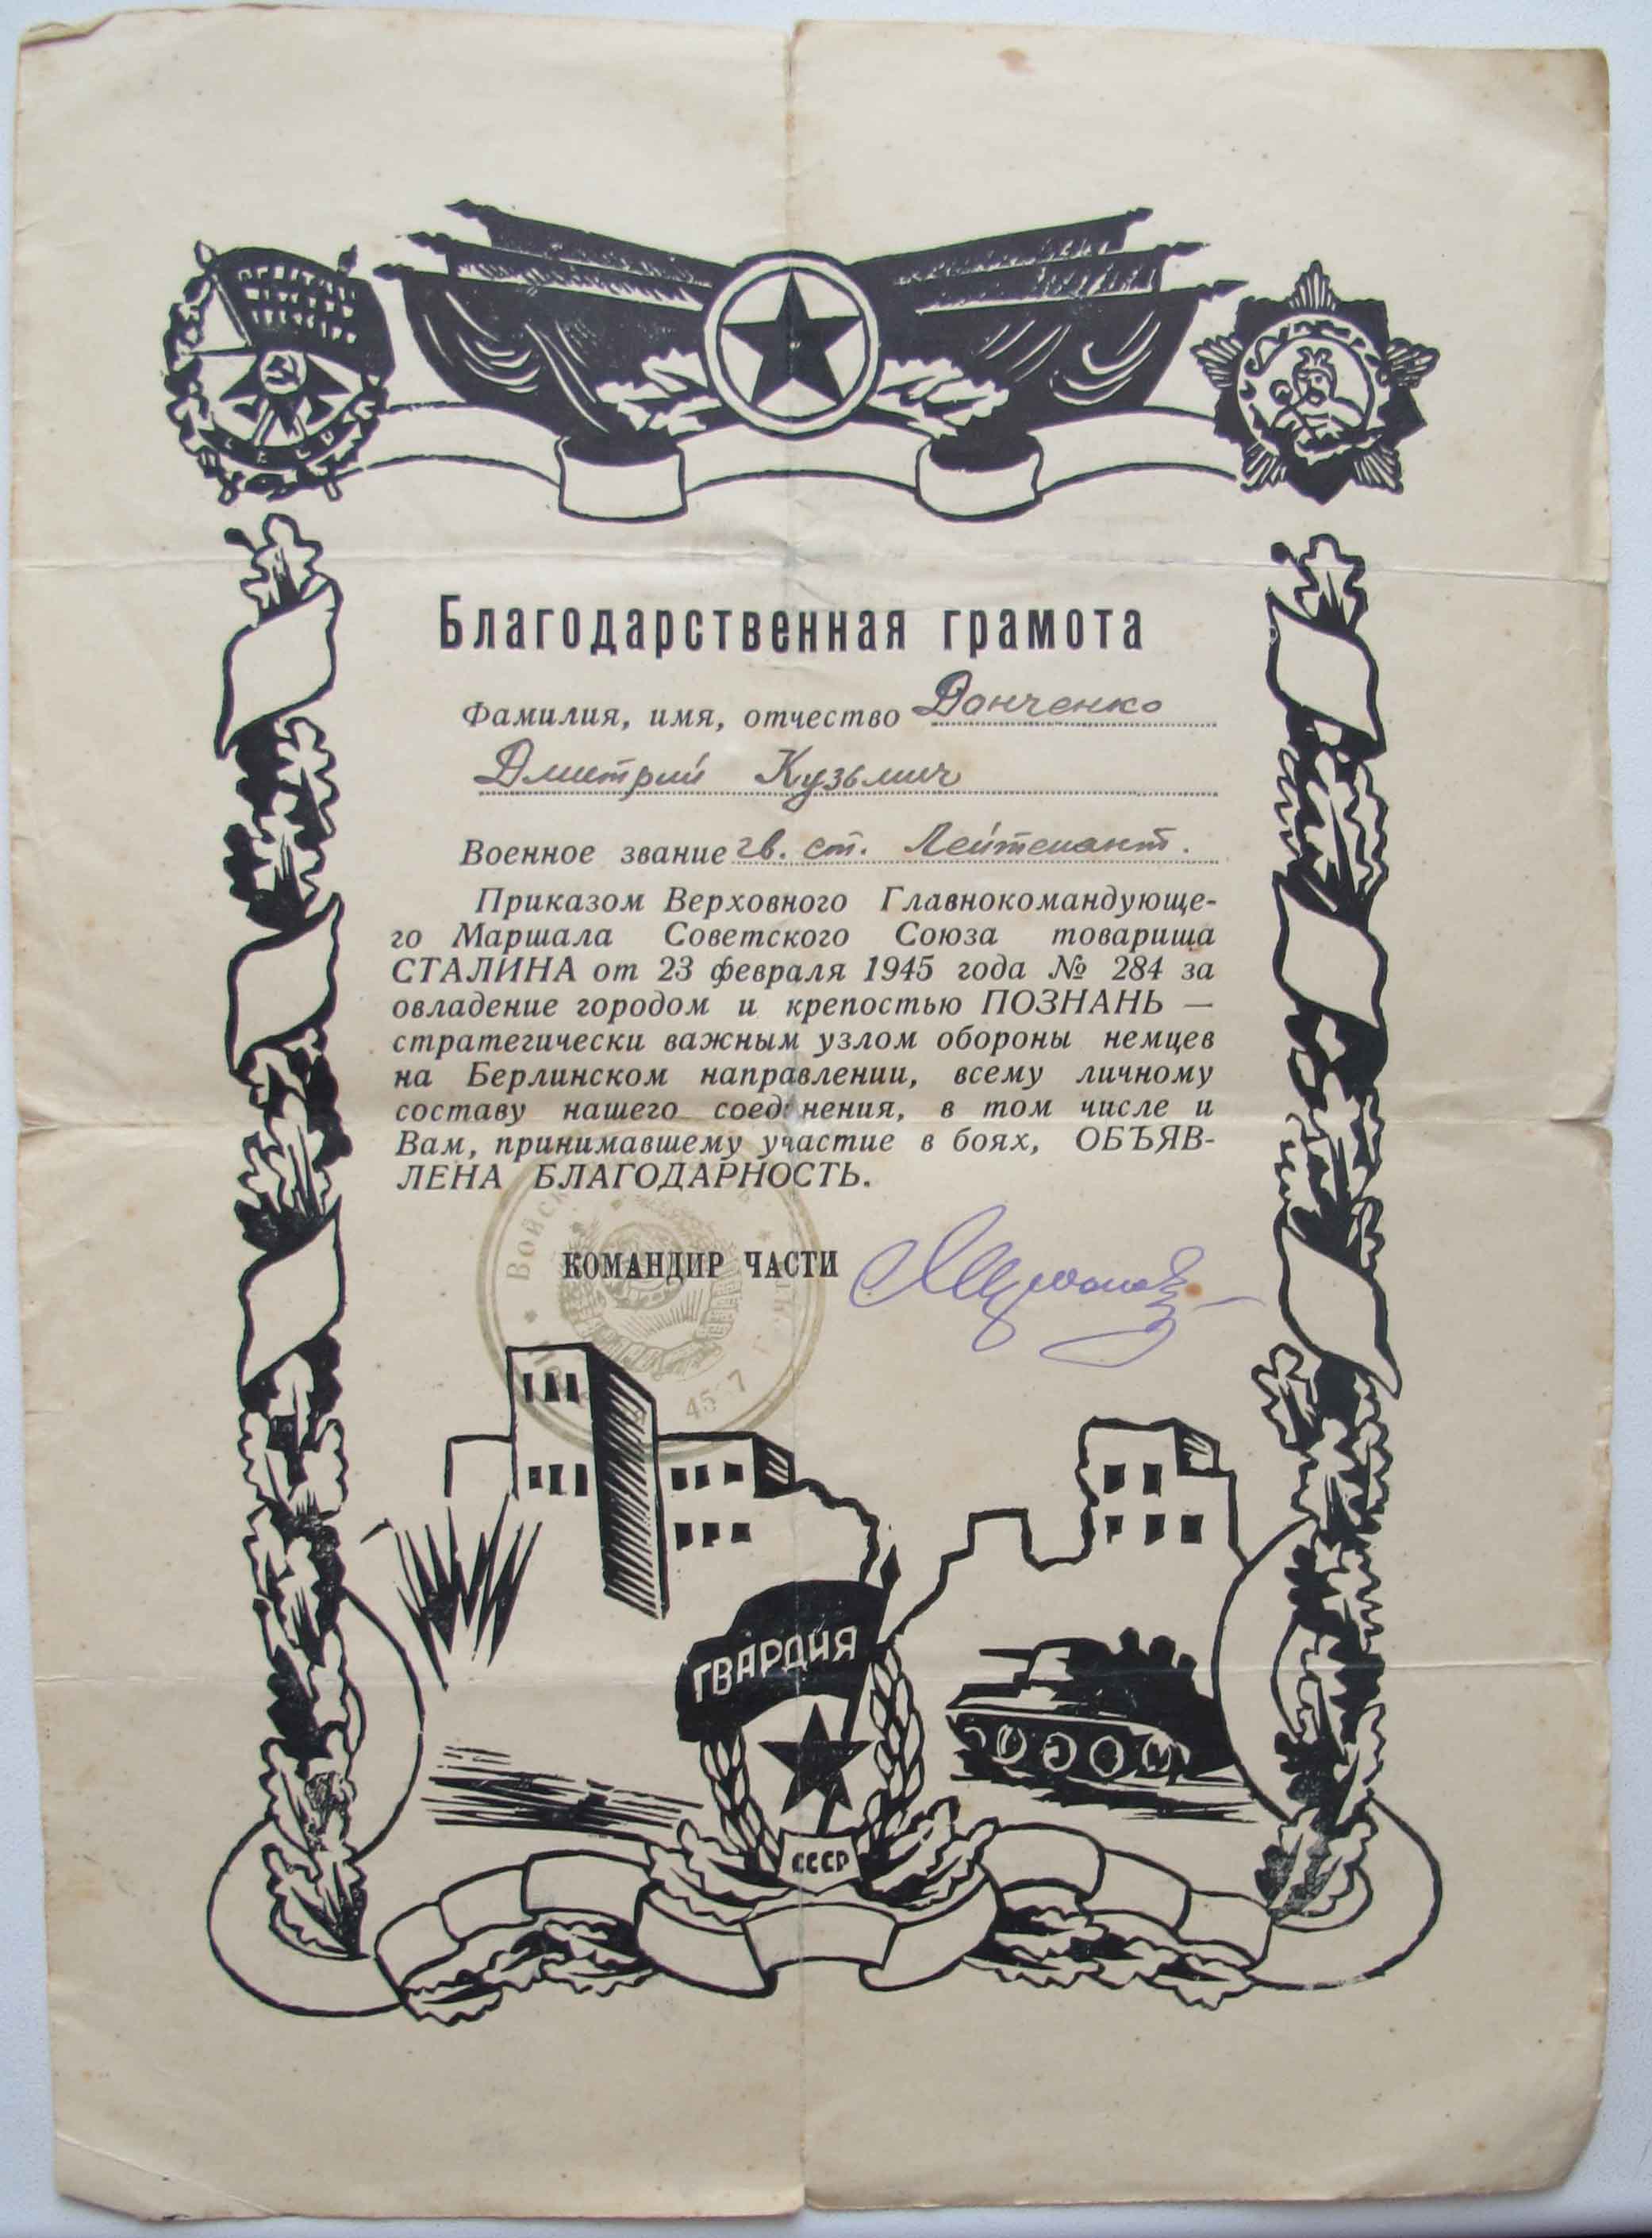 Благодарственная грамота
Фамилия, имя, отчество Донченко
Дмитрий Кузьмич
Военное звание гв. ст. Лейтенант.
Приказом Верховного Главнокомандующе-
го Маршала Советского Союза товарища
СТАЛИНА от 23 февраля 1945 года № 284 за
овладение городом и крепостью ПОЗНАНЬ —
стратегически важным узлом обороны немцев
на Берлинском направлении, всему личному
составу нашего соединения, в том числе и
Вам, принимавшему участие в боях, ОБЪЯВ-
ЛЕНА БЛАГОДАРНОСТЬ.
КОМАНДИР ЧАСТИ
ГВАРДИЯ
СССР